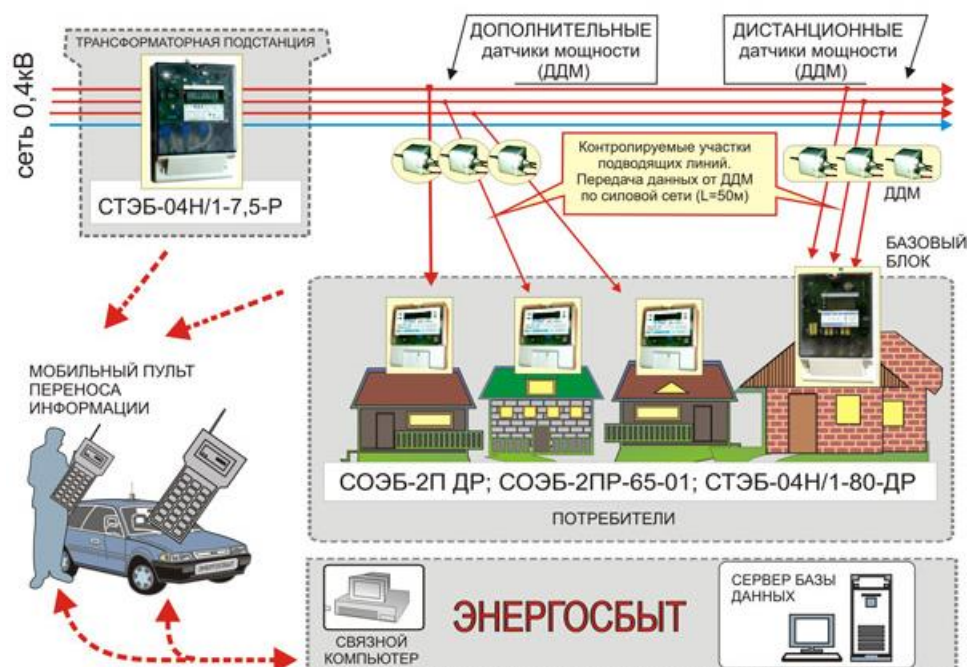 ТРАНСФОРМАТОРНАЯ ПОДСТАНЦИЯ
сеть 0,4кВ
СТЭБ-04Н/1-7,5-Р
ДОПОЛНИТЕЛЬНЫЕ
датчики мощности
(ДДМ)
ДИСТАНЦИОННЫЕ
датчики мощности
(ДДМ)
Контролируемые участки
подводящих линий.
Передача данных от ДДМ
по силовой сети (L=50м)
ДДМ
БАЗОВЫЙ
БЛОК
МОБИЛЬНЫЙ ПУЛЬТ
ПЕРЕНОСА
ИНФОРМАЦИИ
ЭНЕРГОСБЫТ
СОЭБ-2П ДР; СОЭБ-2ПР-65-01; СТЭБ-04Н/1-80-ДР
ПОТРЕБИТЕЛИ
СВЯЗНОЙ
КОМПЬЮТЕР
ЭНЕРГОСБЫТ
СЕРВЕР БАЗЫ
ДАННЫХ